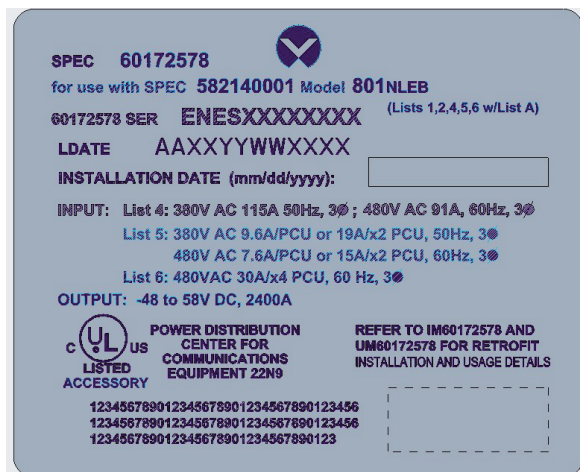 SPEC 60172578
for use with SPEC 582140001 Model 801NLEB
(Lists 1,2,4,5,6 w/List A)
60172578 SER ENESXXXXXXXX
LDATE AAXXYYWWXXXX
INSTALLATION DATE (mm/dd/yyyy):
INPUT: List 4: 380V AC 115A 50Hz, 3Ø ; 480V AC 91A, 60Hz, 3Ø
List 5: 380V AC 9.6A/PCU or 19A/x2 PCU, 50Hz, 3Ø
480V AC 7.6A/PCU or 15A/x2 PCU, 60Hz, 3Ø
List 6: 480VAC 30A/x4 PCU, 60 Hz, 3Ø
OUTPUT: -48 to 58V DC, 2400A
C UL US
LISTED
ACCESSORY
POWER DISTRIBUTION
CENTER FOR
COMMUNICATIONS
EQUIPMENT 22N9
REFER TO IM60172578 AND
UM60172578 FOR RETROFIT
INSTALLATION AND USAGE DETAILS
123456789012345678901234567890123456
123456789012345678901234567890123456
123456789012345678901234567890123